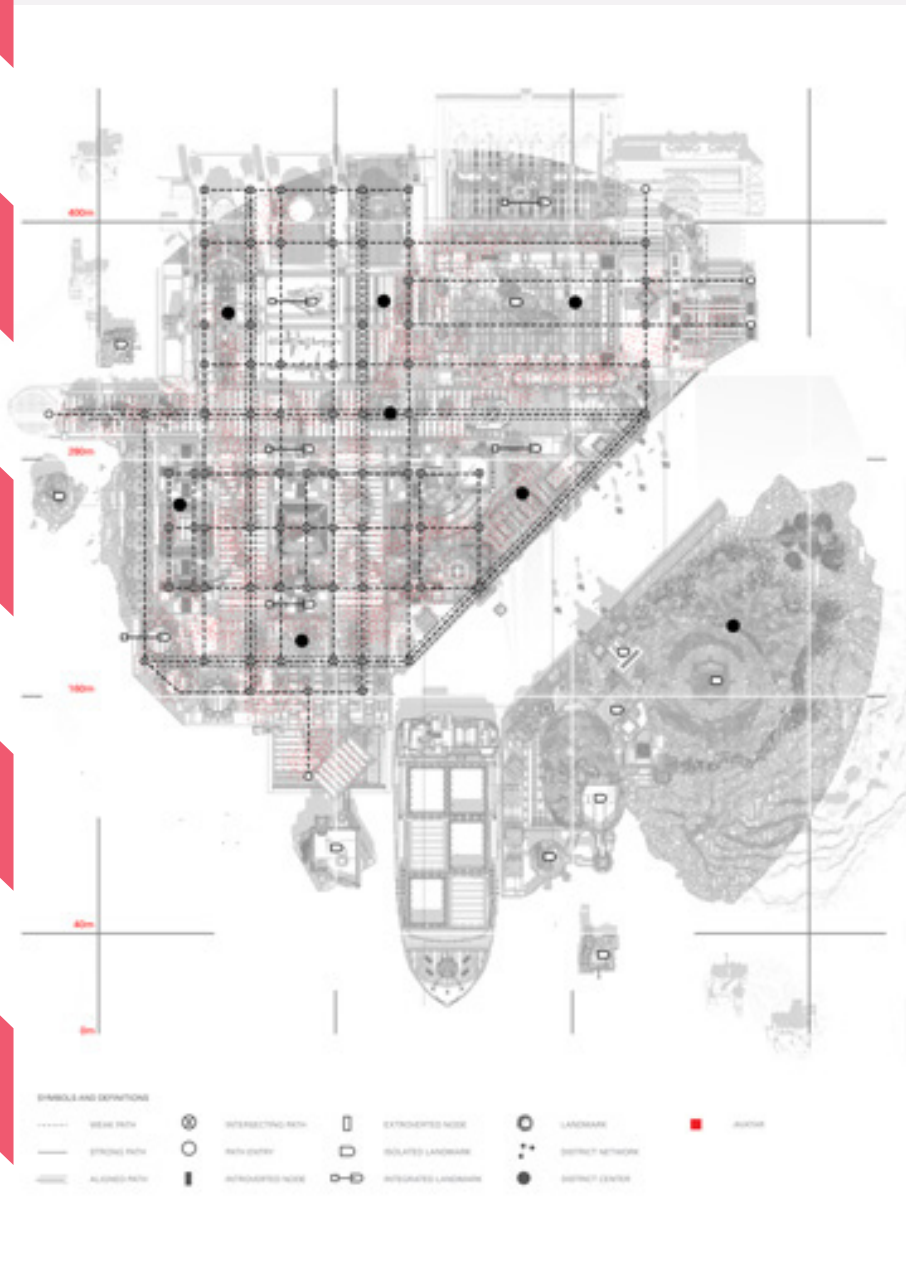 400m
280m
160m
40m
0m
SYMBOLS AND DEFINITIONS
WEAK PATH
INTERSECTING PATH
EXTROVERTED NODE
LANDMARK
AVATAR
STRONG PATH
PATH ENTRY
ISOLATED LANDMARK
DISTRICT NETWORK
ALIGNED PATH
INTROVERTED NODE
INTEGRATED LANDMARK
DISTRICT CENTER